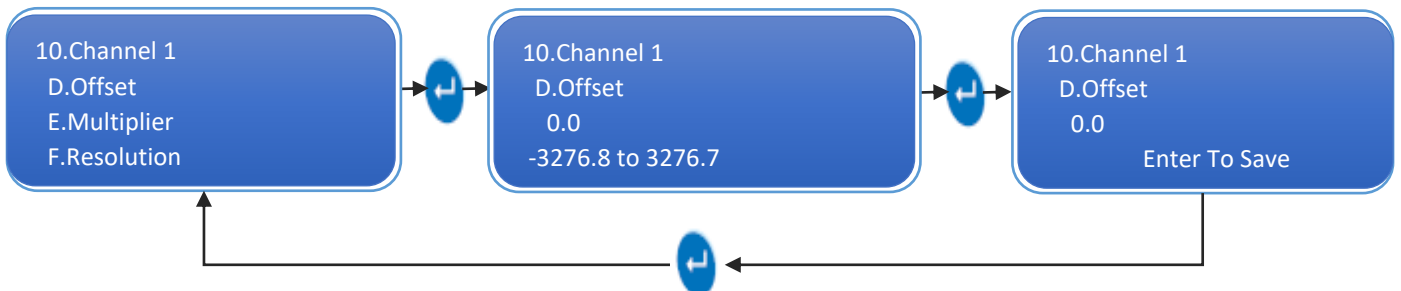 10.Channel 1
D.Offset
E.Multiplier
F.Resolution
10.Channel 1
D.Offset
0.0
-3276.8 to 3276.7
10.Channel 1
D.Offset
0.0
Enter To Save